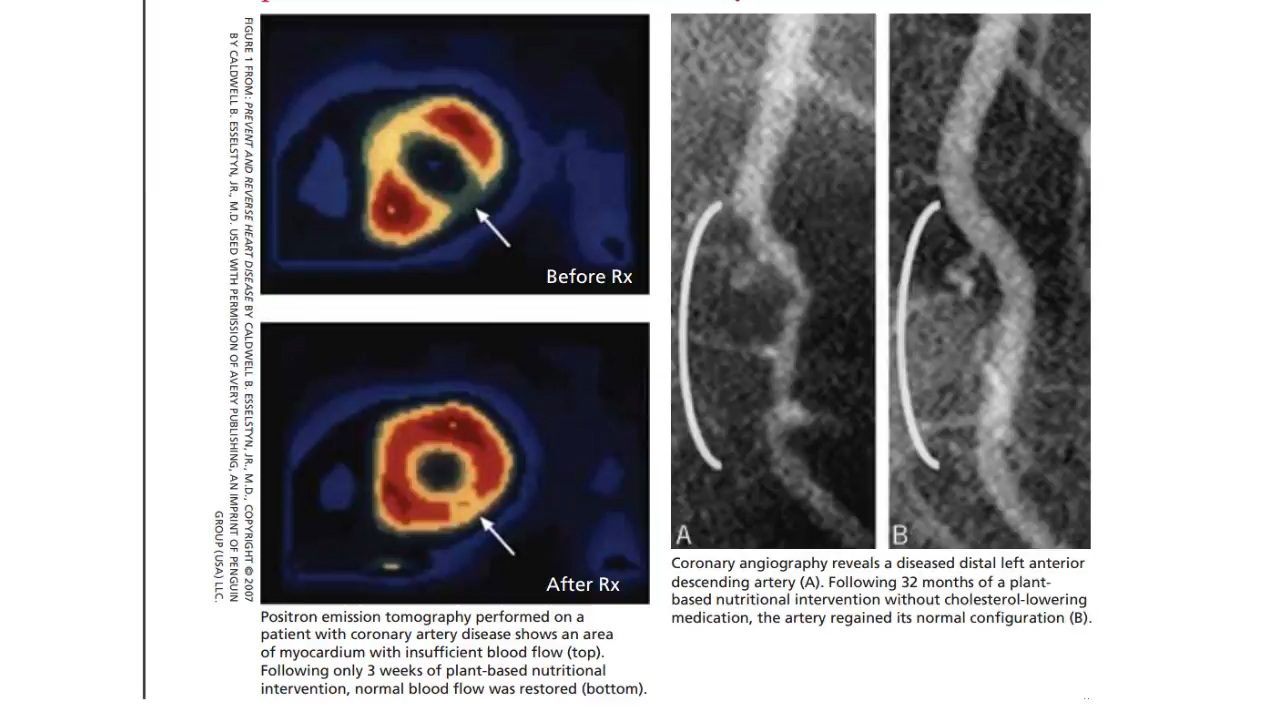 FIGURE 1 FROM: PREVENT AND REVERSE HEART DISEASE BY CALDWELL B. ESSELSTYN, JR., M.D., COPYRIGHT © 2007
BY CALDWELL B. ESSELSTYN, JR., M.D. USED WITH PERMISSION OF AVERY PUBLISHING, AN IMPRINT OF PENGUIN
GROUP (USA) LLC.
Before Rx
After Rx
Positron emission tomography performed on a
patient with coronary artery disease shows an area
of myocardium with insufficient blood flow (top).
Following only 3 weeks of plant-based nutritional
intervention, normal blood flow was restored (bottom).
A
B
Coronary angiography reveals a diseased distal left anterior
descending artery (A). Following 32 months of a plant-
based nutritional intervention without cholesterol-lowering
medication, the artery regained its normal configuration (B).